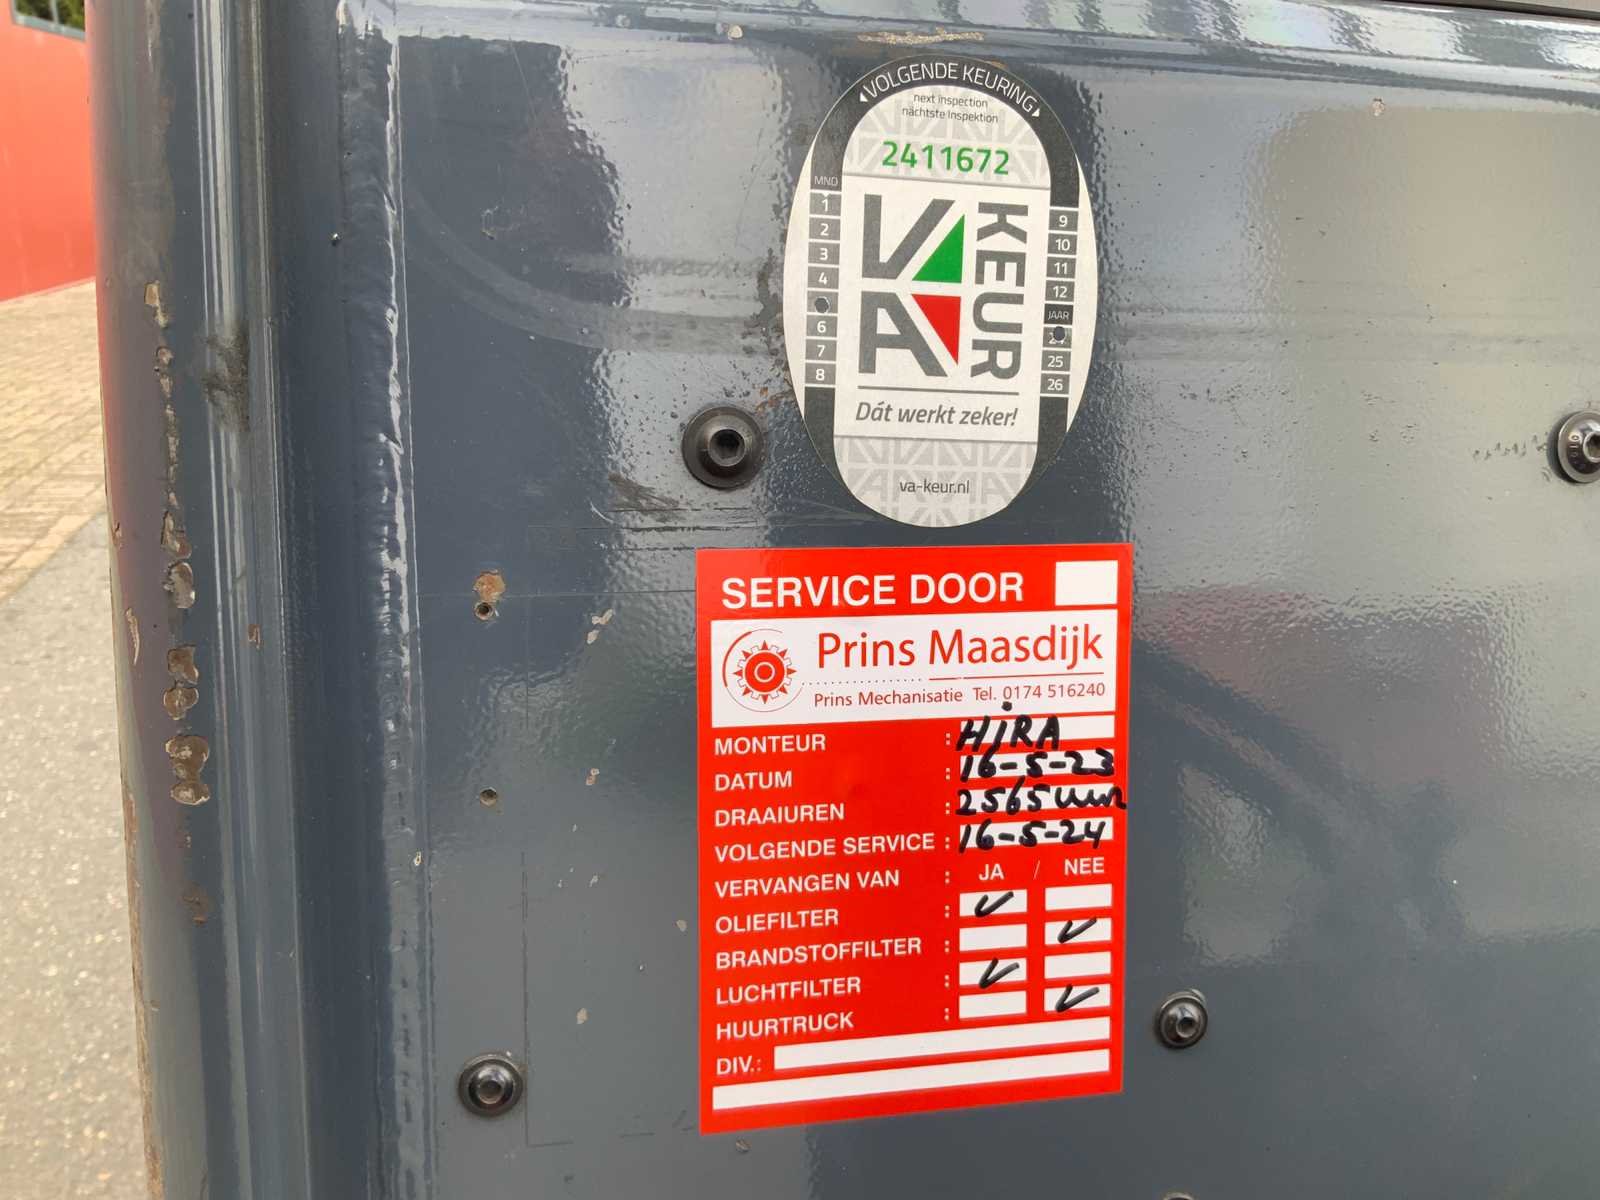 VOLGENDE KEURING
next inspection
nächste Inspektion
2411672
MND
1
2
3
4
6
7
8
VA KEUR
9
10
11
12
JAAR
25
26
Dát werkt zeker!
va-keur.nl
SERVICE DOOR
Prins Maasdijk
Prins Mechanisatie Tel. 0174 516240
MONTEUR : HiRA
DATUM : 16-5-23
DRAAIUREN : 2565 uur
VOLGENDE SERVICE : 16-5-24
VERVANGEN VAN : JA / NEE
OLIEFILTER : ✓
BRANDSTOFFILTER : ✓
LUCHTFILTER : ✓
HUURTRUCK : ✓
DIV.: